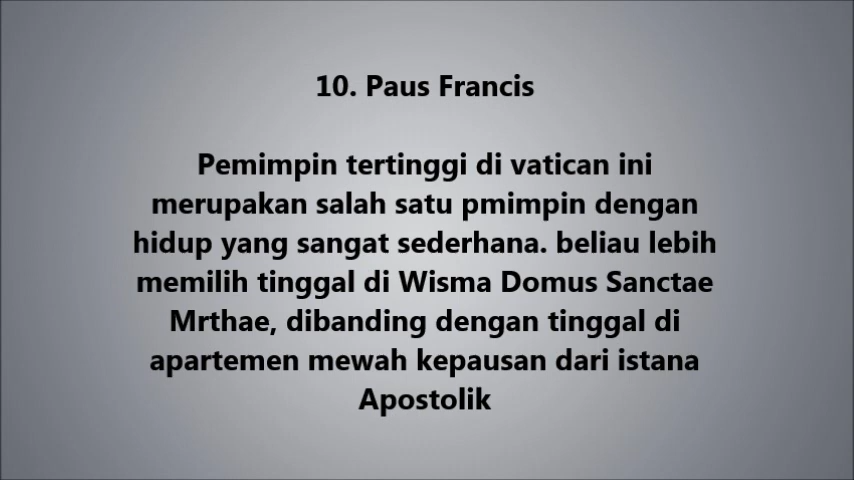 10. Paus Francis
Pemimpin tertinggi di vatican ini
merupakan salah satu pmimpin dengan
hidup yang sangat sederhana. beliau lebih
memilih tinggal di Wisma Domus Sanctae
Mrthae, dibanding dengan tinggal di
apartemen mewah kepausan dari istana
Apostolik